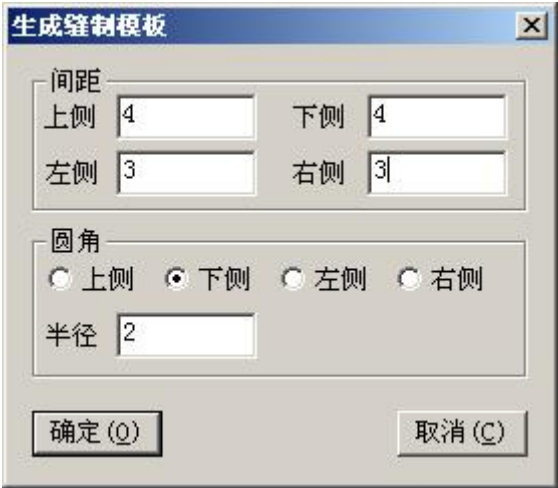 生成缝制模板
间距
上侧 4 下侧 4
左侧 3 右侧 3
圆角
上侧 下侧 左侧 右侧
半径 2
确定(O) 取消(C)